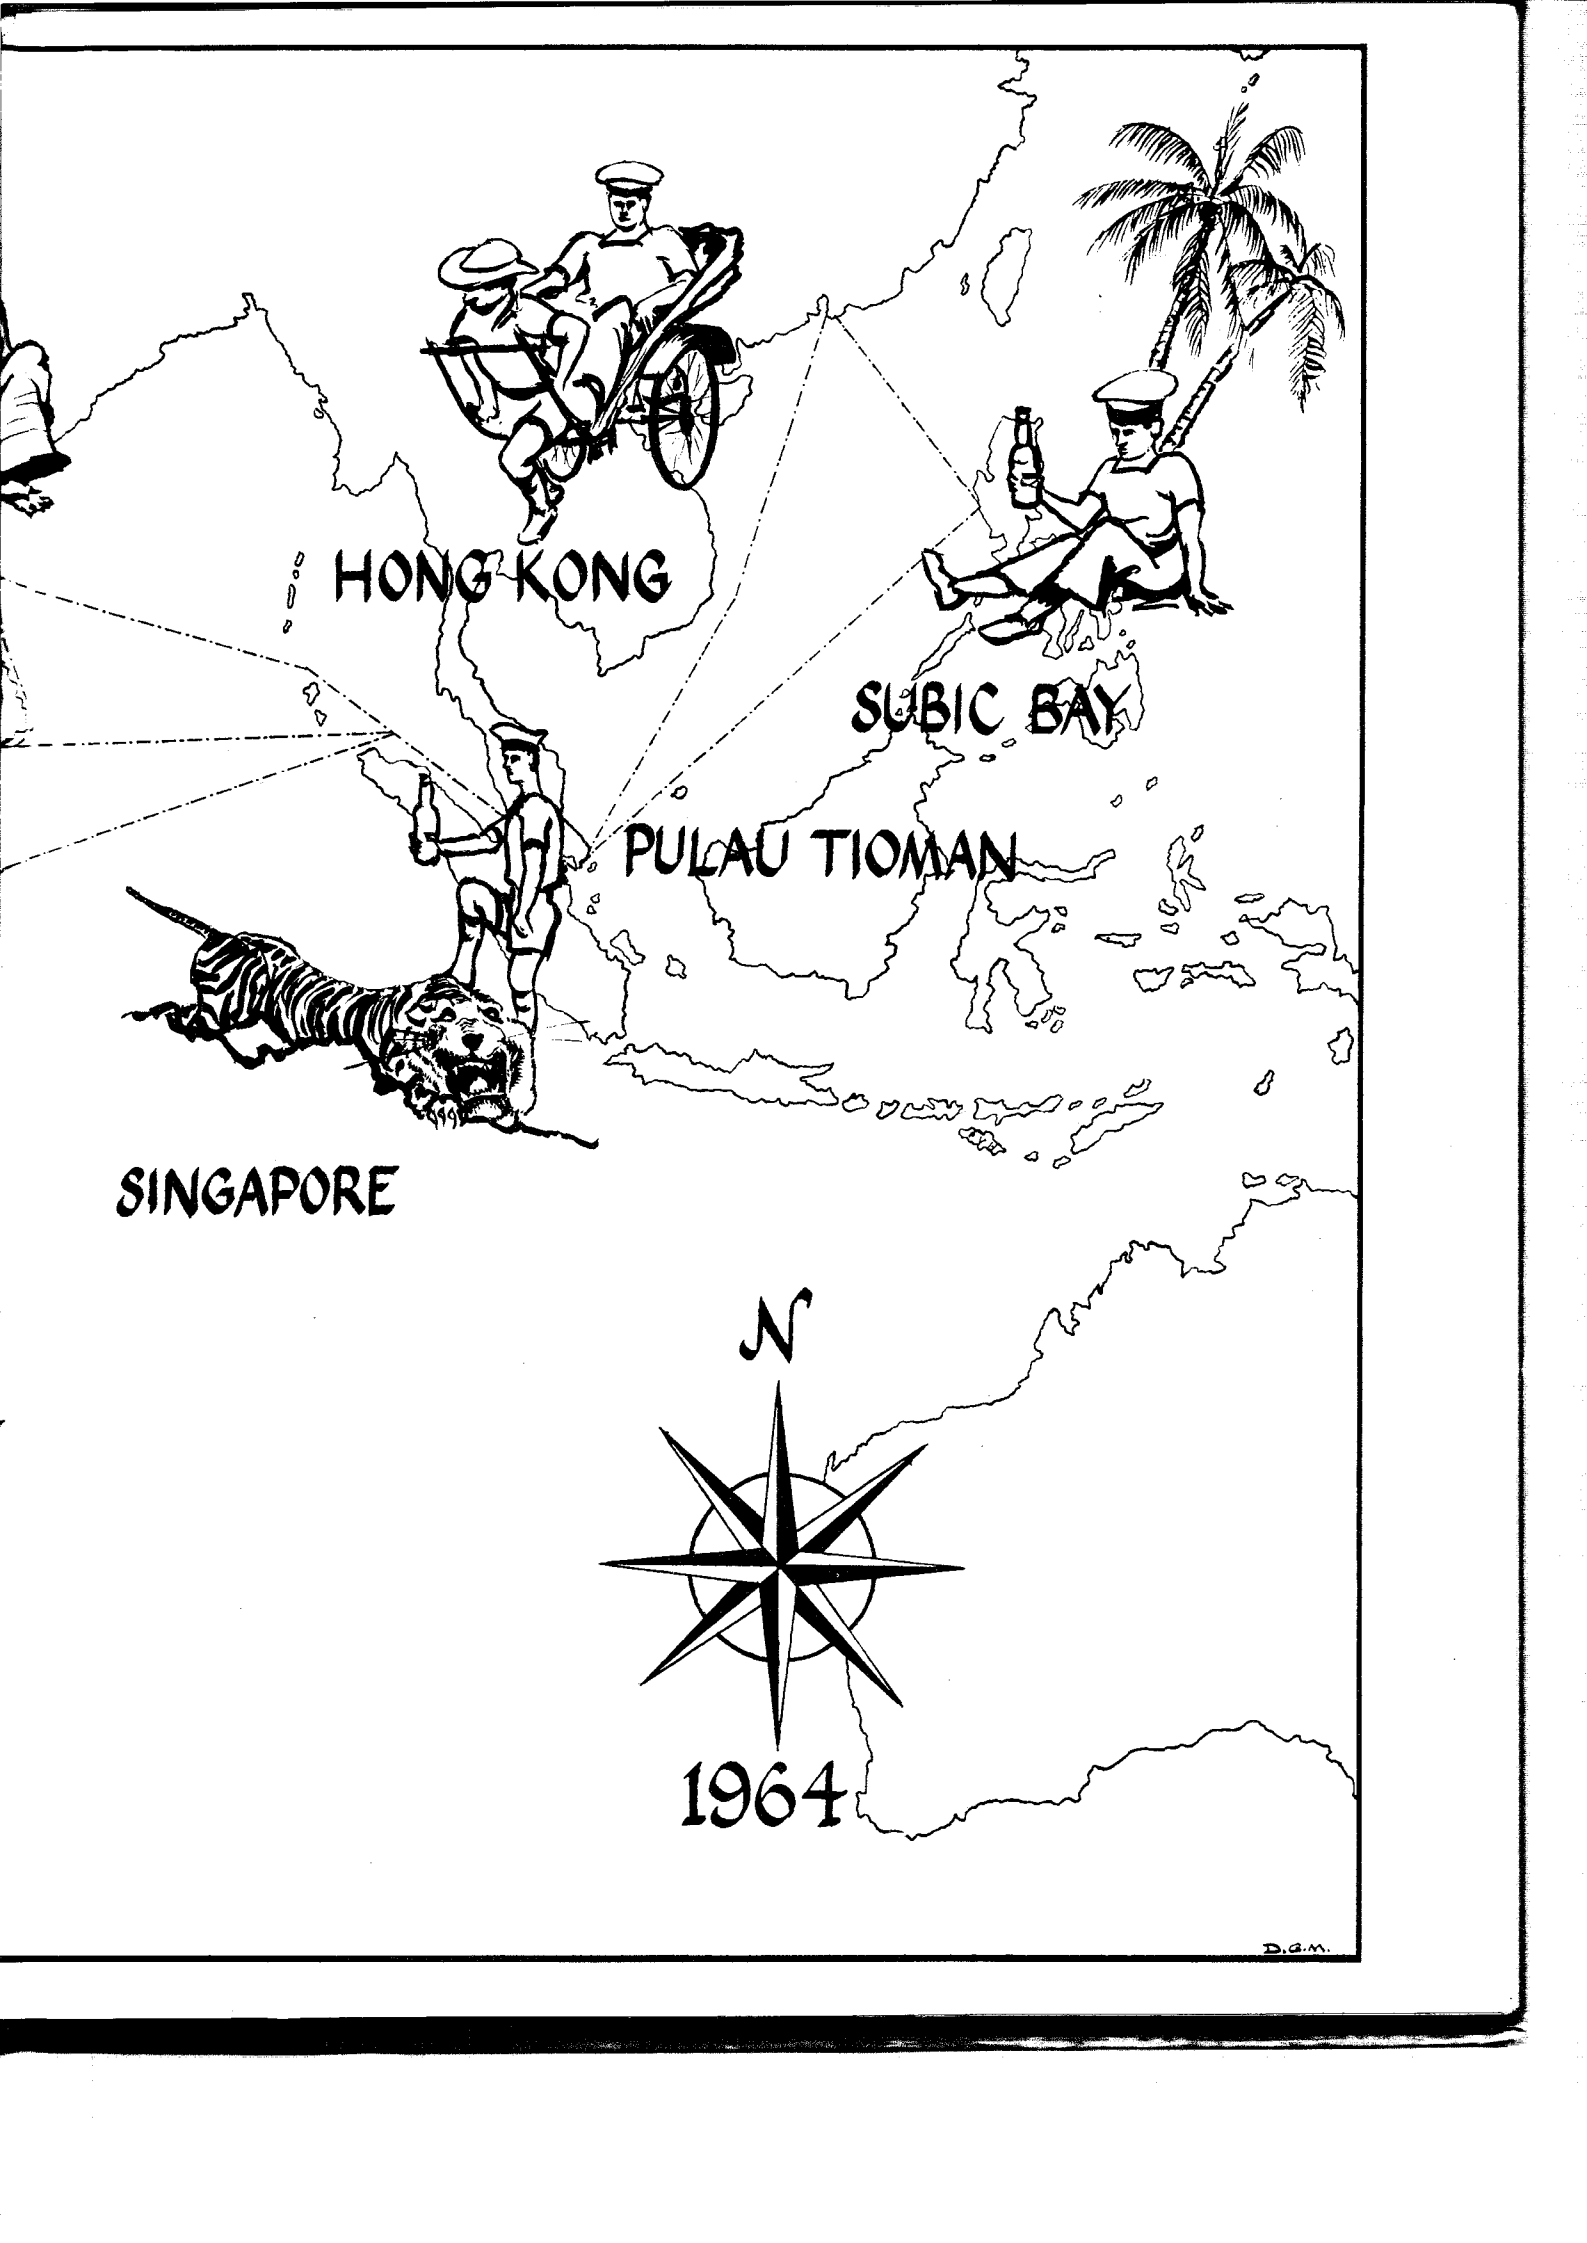 HONG KONG
SUBIC BAY
PULAU TIOMAN
SINGAPORE
N
1964
D.G.M.